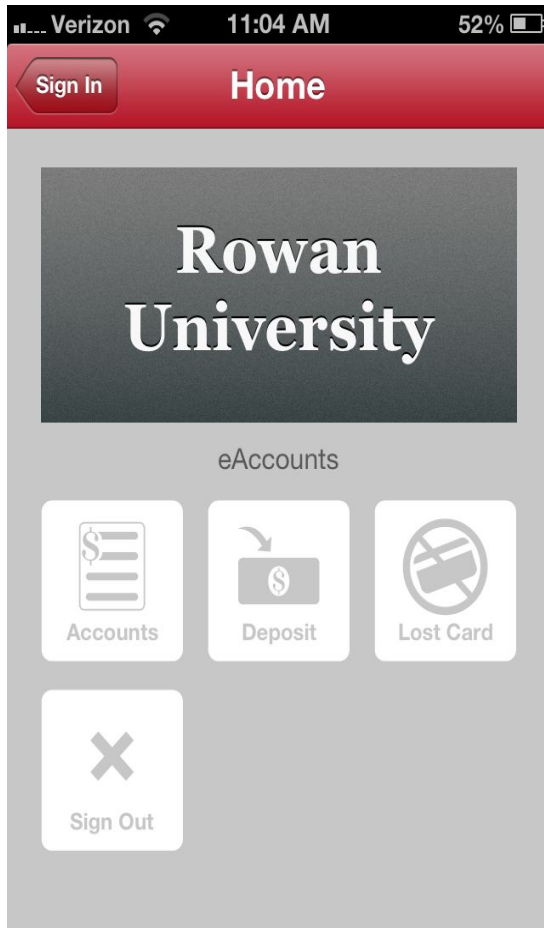 Verizon 11:04 AM 52%
Sign In Home
Rowan
University
eAccounts
$ $
Accounts Deposit Lost Card
Sign Out